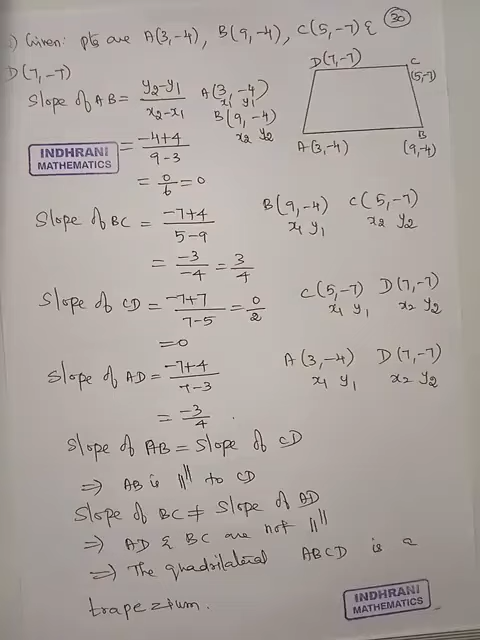 ) Given: pts are A(3,-4), B(9,-4), C(5,-7) & 30
D(7,-7)
D(7,-7) C (5,-7)
A(3,-4) B (9,-4)
Slope of AB = y2-y1 / x2-x1 A(3, -4) x1 y1
B(9, -4) x2 y2
= -4+4 / 9-3
INDHRANI
MATHEMATICS
= 0/6 = 0
Slope of BC = -7+4 / 5-9 B(9,-4) x1 y1 C(5,-7) x2 y2
= -3/-4 = 3/4
Slope of CD = -7+7 / 7-5 = 0/2 C(5,-7) x1 y1 D(7,-7) x2 y2
= 0
Slope of AD = -7+4 / 7-3 A(3,-4) x1 y1 D(7,-7) x2 y2
= -3/4 .
Slope of AB = Slope of CD
⇒ AB is ||ll to CD
Slope of BC ≠ Slope of AD
⇒ AD & BC are not ||ll
⇒ The quadrilateral ABCD is a
trapezium.
INDHRANI
MATHEMATICS